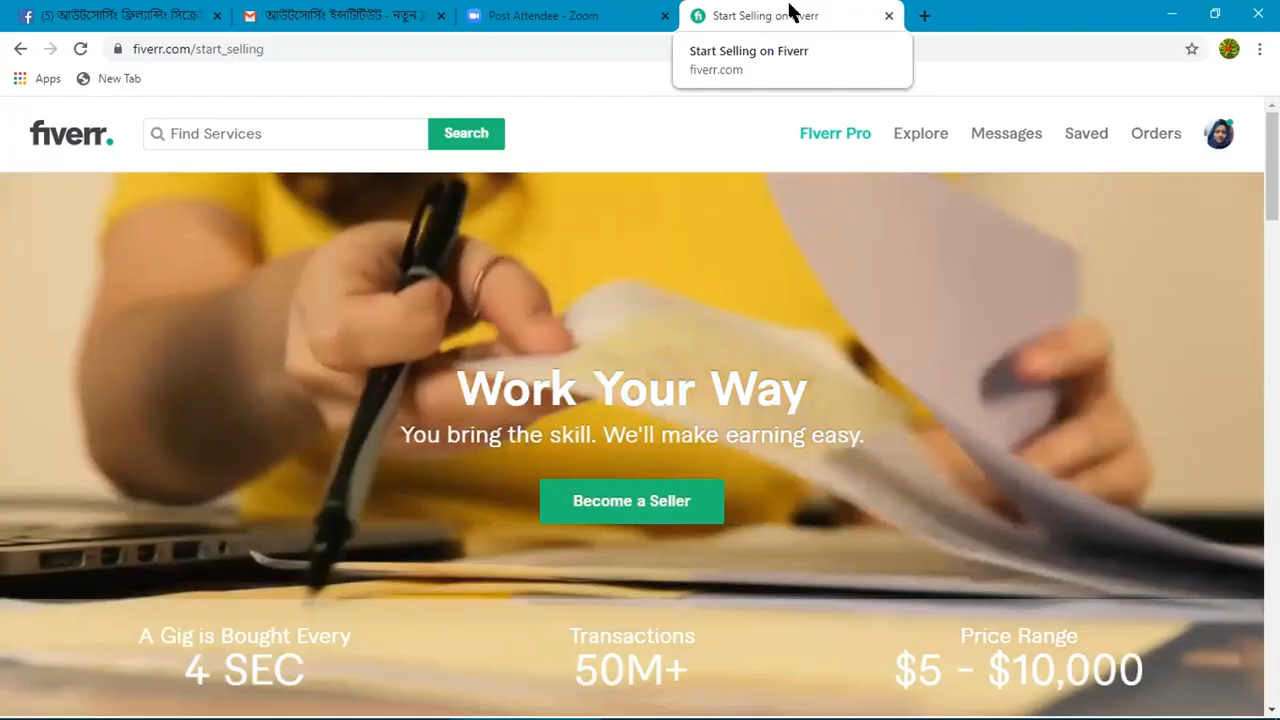 (5) আউটসোর্সিং ফ্রিল্যান্সিং সিক্রে
আউটসোর্সিং ইন্সটিটিউট - নতুন
Post Attendee - Zoom
Start Selling on Fiverr
fiverr.com/start_selling
Start Selling on Fiverr
fiverr.com
Apps
New Tab
fiverr.
Find Services
Search
Fiverr Pro
Explore
Messages
Saved
Orders
Work Your Way
You bring the skill. We'll make earning easy.
Become a Seller
A Gig is Bought Every
4 SEC
Transactions
50M+
Price Range
$5 - $10,000